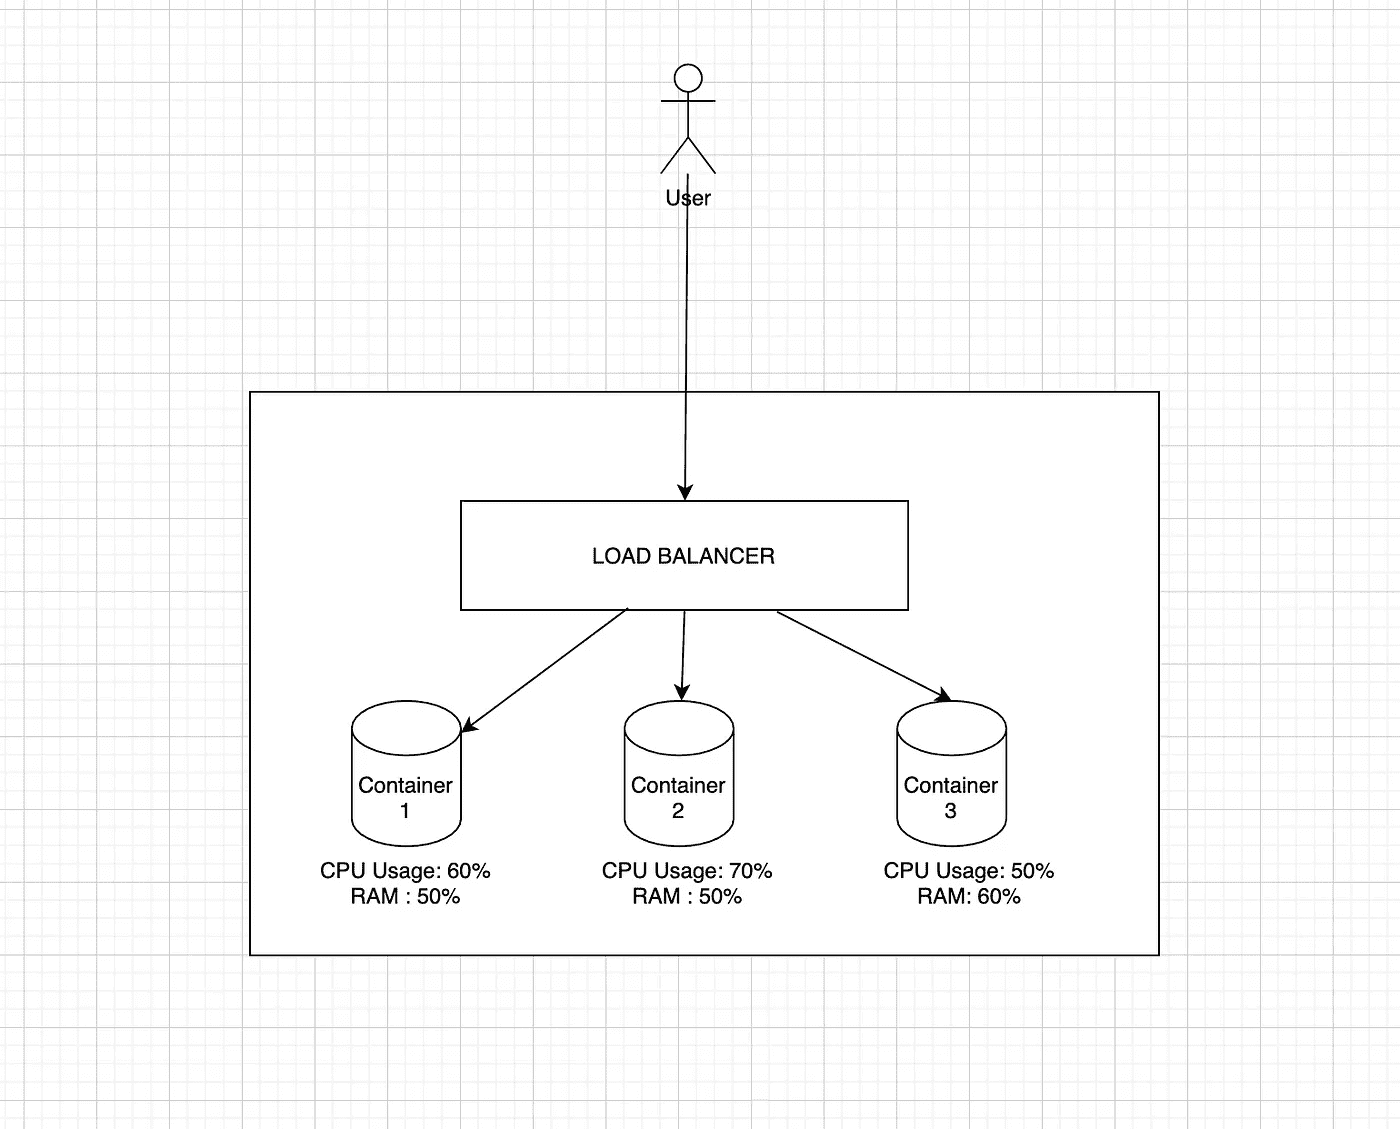 User
LOAD BALANCER
Container
1
Container
2
Container
3
CPU Usage: 60%
RAM : 50%
CPU Usage: 70%
RAM : 50%
CPU Usage: 50%
RAM: 60%